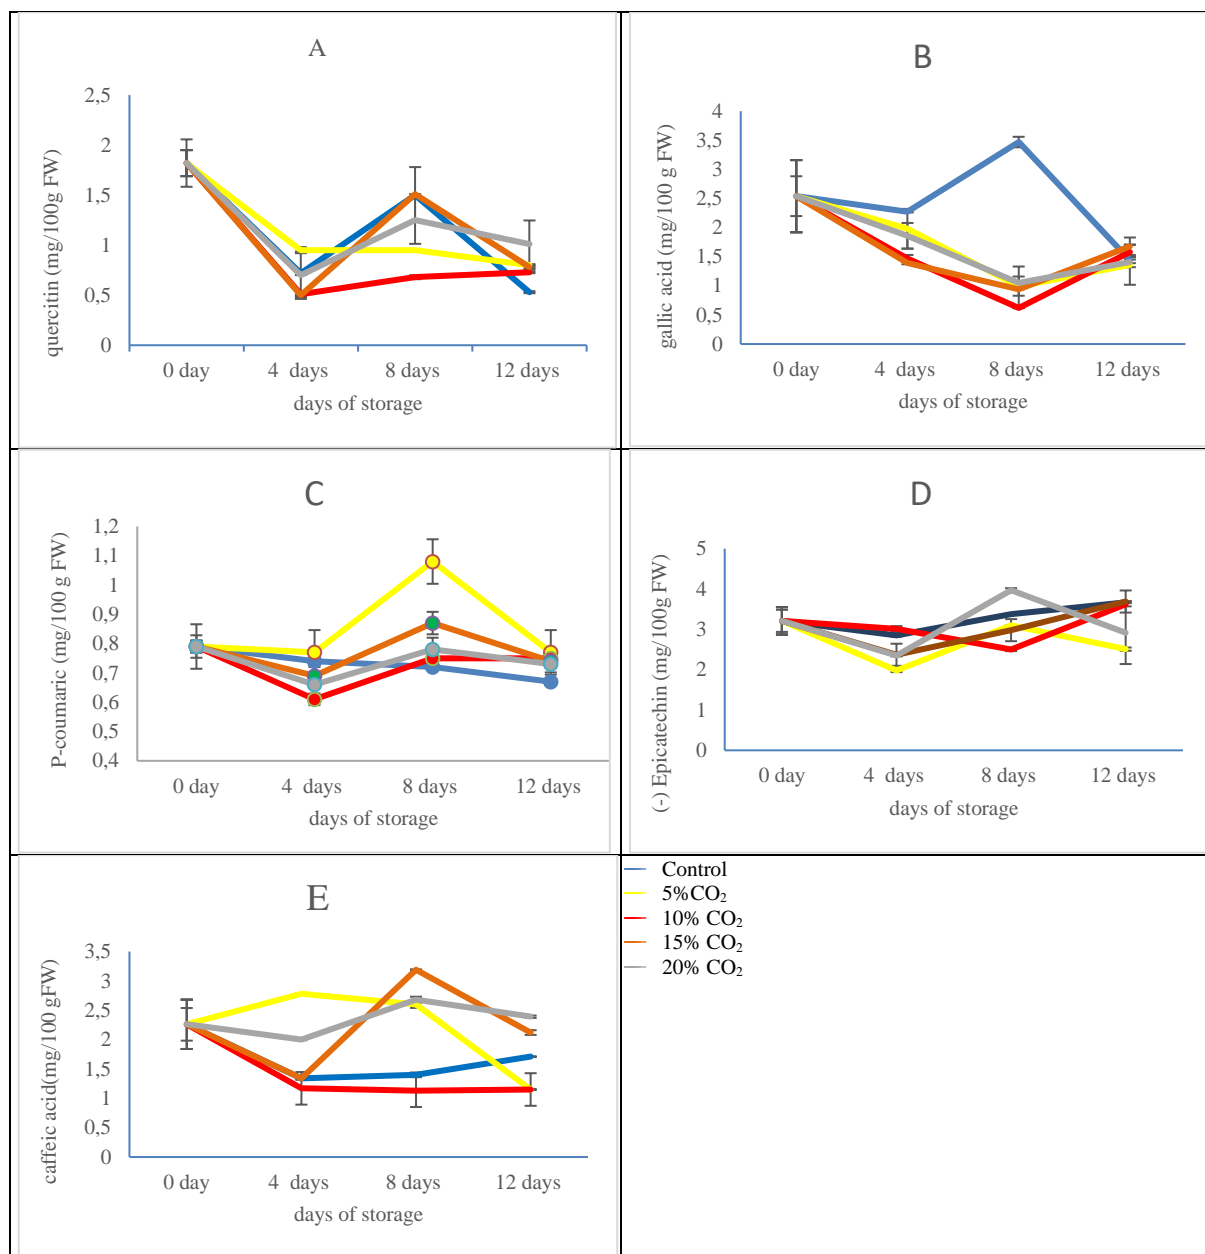 A
quercitin (mg/100g FW)
2,5
2
1,5
1
0,5
0
0 day 4 days 8 days 12 days
days of storage
B
gallic acid (mg/100 g FW)
4
3,5
3
2,5
2
1,5
1
0,5
0
0 day 4 days 8 days 12 days
days of storage
C
P-coumaric (mg/100 g FW)
1,2
1,1
1
0,9
0,8
0,7
0,6
0,5
0,4
0 day 4 days 8 days 12 days
days of storage
D
(-) Epicatechin (mg/100g FW)
5
4
3
2
1
0
0 day 4 days 8 days 12 days
days of storage
E
caffeic acid(mg/100 gFW)
3,5
3
2,5
2
1,5
1
0,5
0
0 day 4 days 8 days 12 days
days of storage
Control
5%CO₂
10% CO₂
15% CO₂
20% CO₂